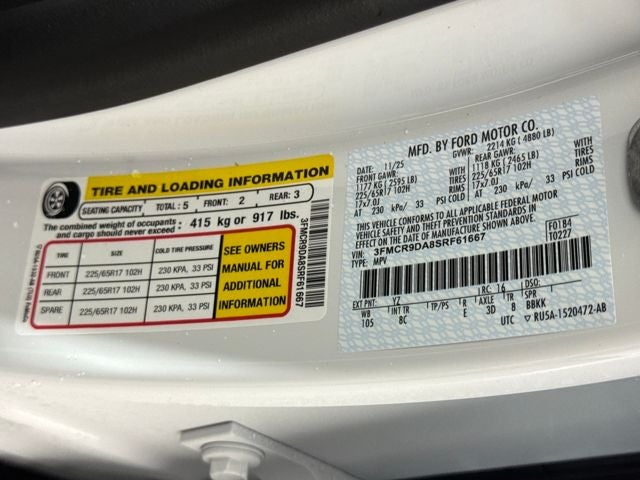 TIRE AND LOADING INFORMATION
SEATING CAPACITY TOTAL: 5 FRONT: 2 REAR: 3
The combined weight of occupants and cargo should never exceed 415 kg or 917 lbs.
TIRE SIZE COLD TIRE PRESSURE
FRONT 225/65R17 102H 230 KPA, 33 PSI
REAR 225/65R17 102H 230 KPA, 33 PSI
SPARE 225/65R17 102H 230 KPA, 33 PSI
SEE OWNERS
MANUAL FOR
ADDITIONAL
INFORMATION
3FMCR9DA8SRF61667
MFD. BY FORD MOTOR CO.
DATE: 11/25 GVWR: 2214 KG ( 4880 LB)
FRONT GAWR: REAR GAWR: WITH
1177 KG (2595 LB) 1118 KG (2465 LB) TIRES
225/65R17 102H 225/65R17 102H RIMS
17x7.0J 17x7.0J
AT 230 kPa/ 33 PSI COLD AT 230 kPa/ 33 PSI COLD
THIS VEHICLE CONFORMS TO ALL APPLICABLE FEDERAL MOTOR
VEHICLE SAFETY AND THEFT PREVENTION STANDARDS IN
EFFECT ON THE DATE OF MANUFACTURE SHOWN ABOVE.
VIN: 3FMCR9DA8SRF61667 F0184
TYPE: MPV T0227
EXT PNT: YZ RC: 16 DSO:
WB INT TR TP/PS R AXLE TR SPR
105 8C E 3D 8 BBKK
UTC RU5A-1520472-AB